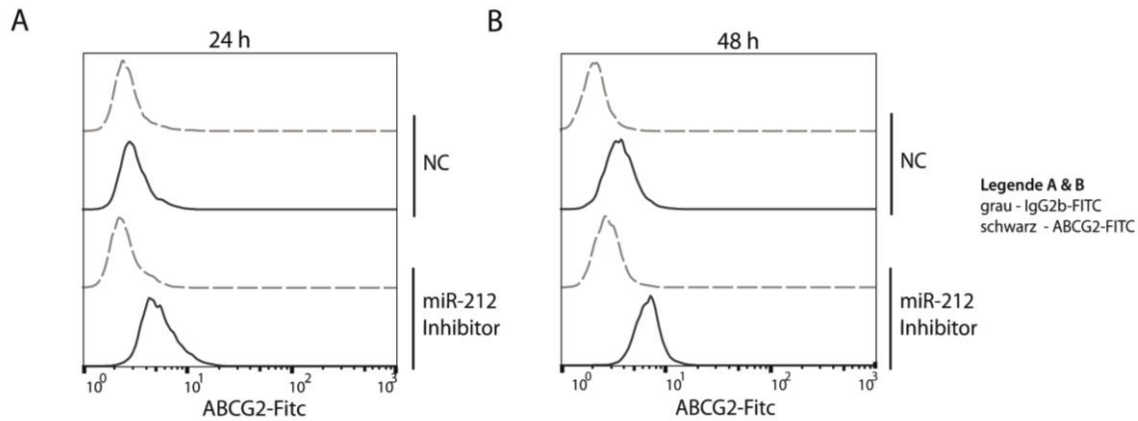 A
24 h
NC
miR-212
Inhibitor
10⁰ 10¹ 10² 10³
ABCG2-Fitc
B
48 h
NC
miR-212
Inhibitor
10⁰ 10¹ 10² 10³
ABCG2-Fitc
Legende A & B
grau - IgG2b-FITC
schwarz - ABCG2-FITC